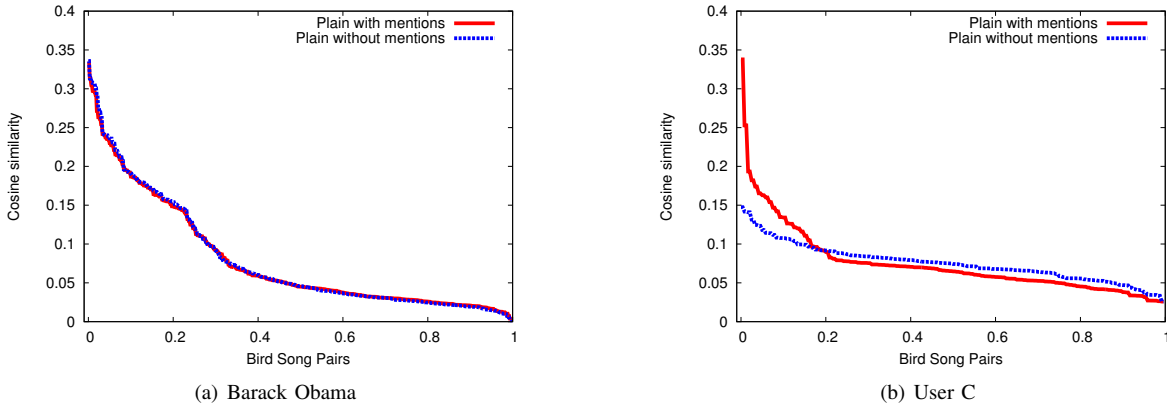 0.4
0.35
0.3
0.25
0.2
0.15
0.1
0.05
0
Cosine similarity
Plain with mentions
Plain without mentions
0 0.2 0.4 0.6 0.8 1
Bird Song Pairs
(a) Barack Obama
0.4
0.35
0.3
0.25
0.2
0.15
0.1
0.05
0
Cosine similarity
Plain with mentions
Plain without mentions
0 0.2 0.4 0.6 0.8 1
Bird Song Pairs
(b) User C